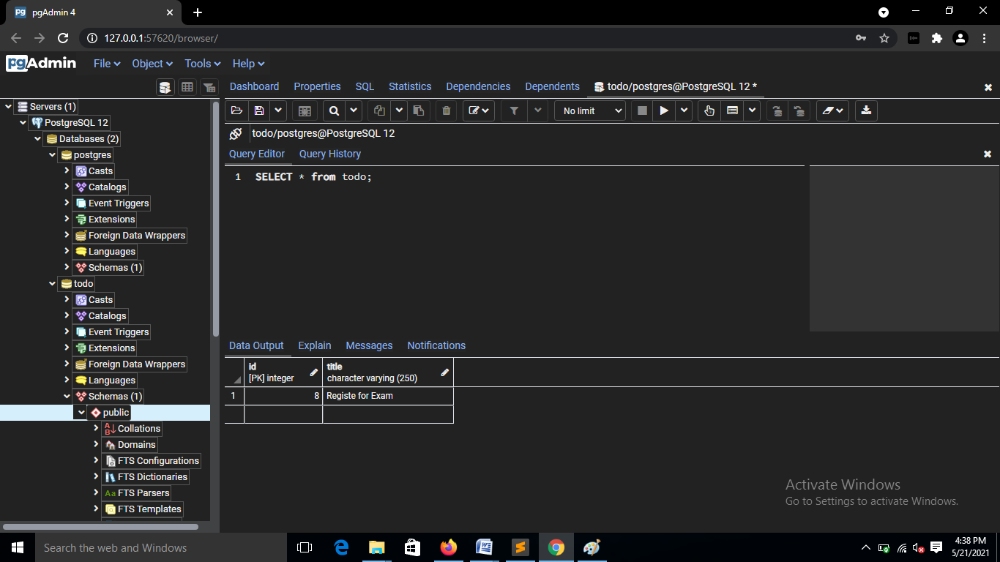 pgAdmin 4
127.0.0.1:57620/browser/
pgAdmin File Object Tools Help
Dashboard Properties SQL Statistics Dependencies Dependents todo/postgres@PostgreSQL 12 *
No limit
todo/postgres@PostgreSQL 12
Query Editor Query History
1 SELECT * from todo;
Servers (1)
PostgreSQL 12
Databases (2)
postgres
Casts
Catalogs
Event Triggers
Extensions
Foreign Data Wrappers
Languages
Schemas (1)
todo
Casts
Catalogs
Event Triggers
Extensions
Foreign Data Wrappers
Languages
Schemas (1)
public
Collations
Domains
FTS Configurations
FTS Dictionaries
Aa FTS Parsers
FTS Templates
Data Output Explain Messages Notifications
id title
[PK] integer character varying (250)
1 8 Registe for Exam
Activate Windows
Go to Settings to activate Windows.
Search the web and Windows
4:38 PM
5/21/2021